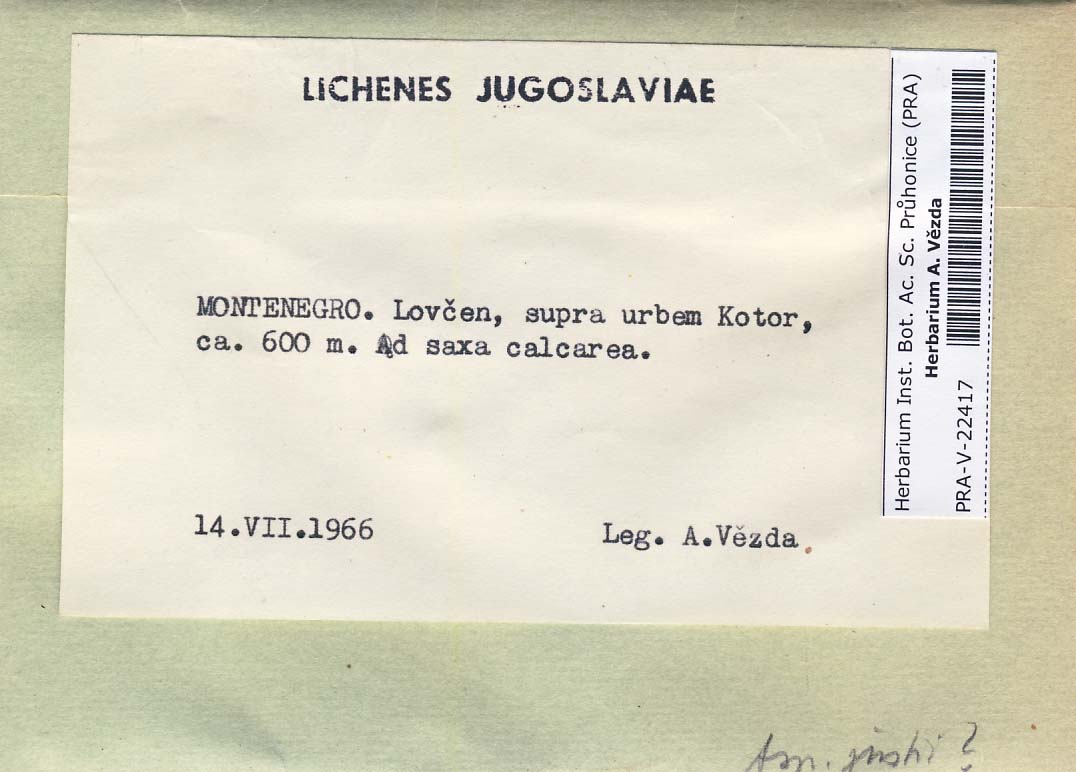 LICHENES JUGOSLAVIAE
MONTENEGRO. Lovčen, supra urbem Kotor,
ca. 600 m. Ad saxa calcarea.
14.VII.1966
Leg. A.Vězda
Herbarium Inst. Bot. Ac. Sc. Průhonice (PRA)
Herbarium A. Vězda
PRA-V-22417